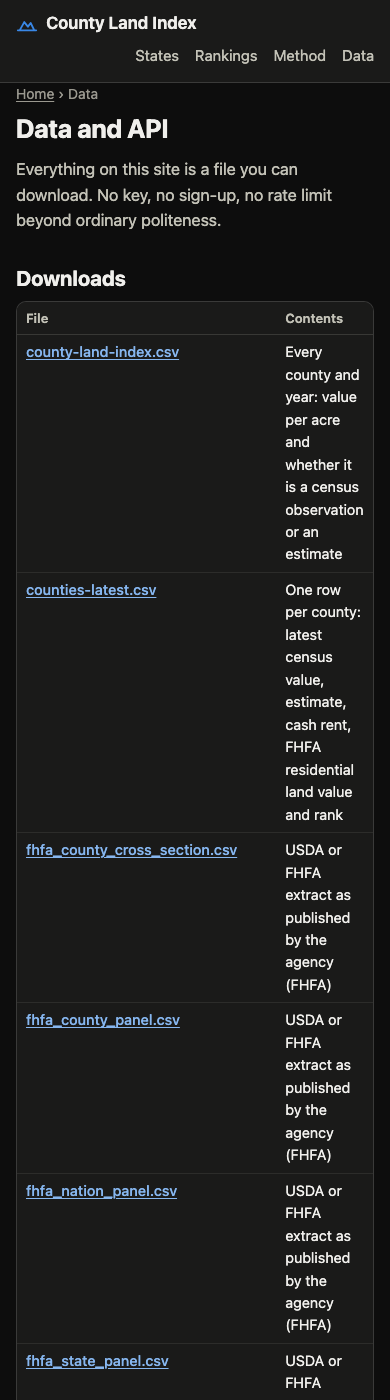 County Land Index
States Rankings Method Data
Home › Data
Data and API
Everything on this site is a file you can
download. No key, no sign-up, no rate limit
beyond ordinary politeness.
Downloads
File Contents
county-land-index.csv Every
county and
year: value
per acre
and
whether it
is a census
observation
or an
estimate
counties-latest.csv One row
per county:
latest
census
value,
estimate,
cash rent,
FHFA
residential
land value
and rank
fhfa_county_cross_section.csv USDA or
FHFA
extract as
published
by the
agency
(FHFA)
fhfa_county_panel.csv USDA or
FHFA
extract as
published
by the
agency
(FHFA)
fhfa_nation_panel.csv USDA or
FHFA
extract as
published
by the
agency
(FHFA)
fhfa_state_panel.csv USDA or
FHFA